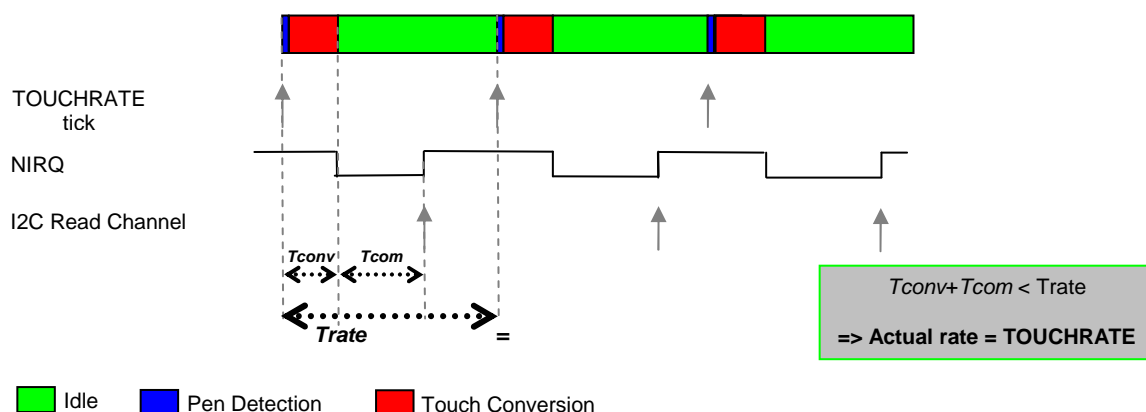 TOUCHRATE
tick
NIRQ
I2C Read Channel
Tconv Tcom
Trate =
Tconv+Tcom < Trate
=> Actual rate = TOUCHRATE
Idle Pen Detection Touch Conversion